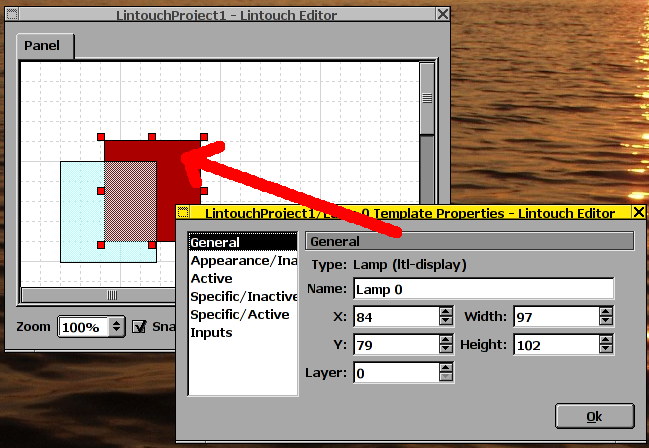 LintouchProject1 - Lintouch Editor
Panel
Zoom 100% Sna
LintouchProject1/Lamp 0 Template Properties - Lintouch Editor
General
Appearance/Ina
Active
Specific/Inactive
Specific/Active
Inputs
General
Type: Lamp (ltl-display)
Name: Lamp 0
X: 84 Width: 97
Y: 79 Height: 102
Layer: 0
Ok